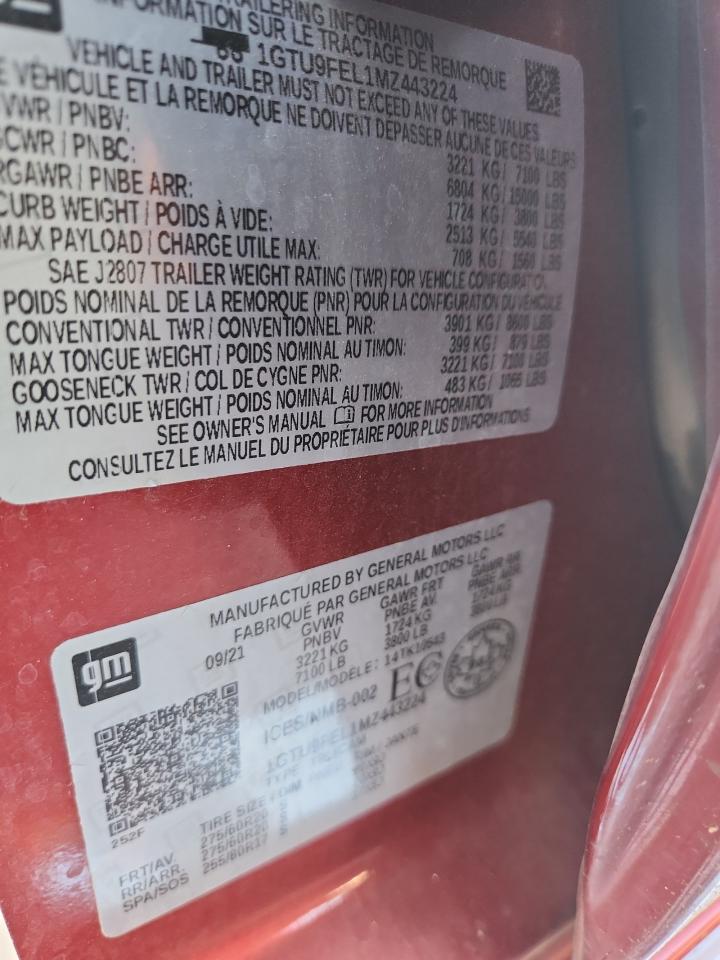 TRAILERING INFORMATION
INFORMATION SUR LE TRACTAGE DE REMORQUE
1GTU9FEL1MZ443224
VEHICLE AND TRAILER MUST NOT EXCEED ANY OF THESE VALUES
VÉHICULE ET LA REMORQUE NE DOIVENT DÉPASSER AUCUNE DE CES VALEURS
VWR / PNBV: 3221 KG / 7100 LBS
CWR / PNBC: 6804 KG / 15000 LBS
RGAWR / PNBE ARR: 1724 KG / 3800 LBS
CURB WEIGHT / POIDS À VIDE: 2513 KG / 5540 LBS
MAX PAYLOAD / CHARGE UTILE MAX: 708 KG / 1560 LBS
SAE J2807 TRAILER WEIGHT RATING (TWR) FOR VEHICLE CONFIGURATION
POIDS NOMINAL DE LA REMORQUE (PNR) POUR LA CONFIGURATION DU VÉHICULE
CONVENTIONAL TWR / CONVENTIONNEL PNR: 3901 KG / 8600 LBS
MAX TONGUE WEIGHT / POIDS NOMINAL AU TIMON: 399 KG / 879 LBS
GOOSENECK TWR / COL DE CYGNE PNR: 3221 KG / 7100 LBS
MAX TONGUE WEIGHT / POIDS NOMINAL AU TIMON: 483 KG / 1065 LBS
SEE OWNER'S MANUAL FOR MORE INFORMATION
CONSULTEZ LE MANUEL DU PROPRIÉTAIRE POUR PLUS D'INFORMATIONS
gm
MANUFACTURED BY GENERAL MOTORS LLC
FABRIQUÉ PAR GENERAL MOTORS LLC
09/21 GVWR GAWR FRT GAWR RR
PNBV PNBE AV. PNBE ARR.
3221 KG 1724 KG 1724 KG
7100 LB 3800 LB 3800 LB
MODEL/MODÈLE: 14TK10543
ICES/NMB-002 EC
1GTU9FEL1MZ443224
TYPE
252F
TIRE SIZE / DIM
FRT/AV. 275/60R20
RR/ARR. 275/60R20
SPA/SOS 255/80R17